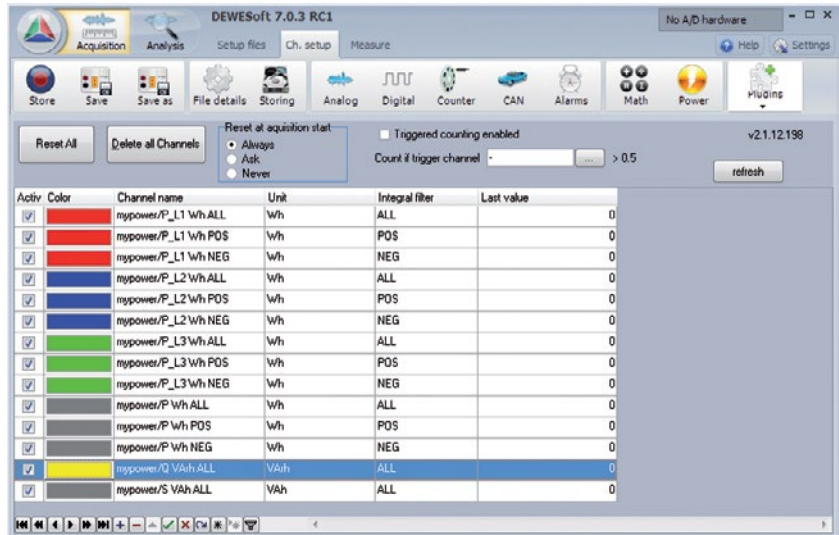 DEWESoft 7.0.3 RC1
No A/D hardware
Acquisition Analysis Setup files Ch. setup Measure
Help Settings
Store Save Save as File details Storing Analog Digital Counter CAN Alarms Math Power Plugins
Reset All Delete all Channels
Reset at aquisition start
Always
Ask
Never
Triggered counting enabled
Count if trigger channel - ... > 0.5
v2.1.12.198
refresh
Activ Color Channel name Unit Integral filter Last value
mypower/P_L1 Wh ALL Wh ALL 0
mypower/P_L1 Wh POS Wh POS 0
mypower/P_L1 Wh NEG Wh NEG 0
mypower/P_L2 Wh ALL Wh ALL 0
mypower/P_L2 Wh POS Wh POS 0
mypower/P_L2 Wh NEG Wh NEG 0
mypower/P_L3 Wh ALL Wh ALL 0
mypower/P_L3 Wh POS Wh POS 0
mypower/P_L3 Wh NEG Wh NEG 0
mypower/P Wh ALL Wh ALL 0
mypower/P Wh POS Wh POS 0
mypower/P Wh NEG Wh NEG 0
mypower/Q VArh ALL VArh ALL 0
mypower/S VAh ALL VAh ALL 0